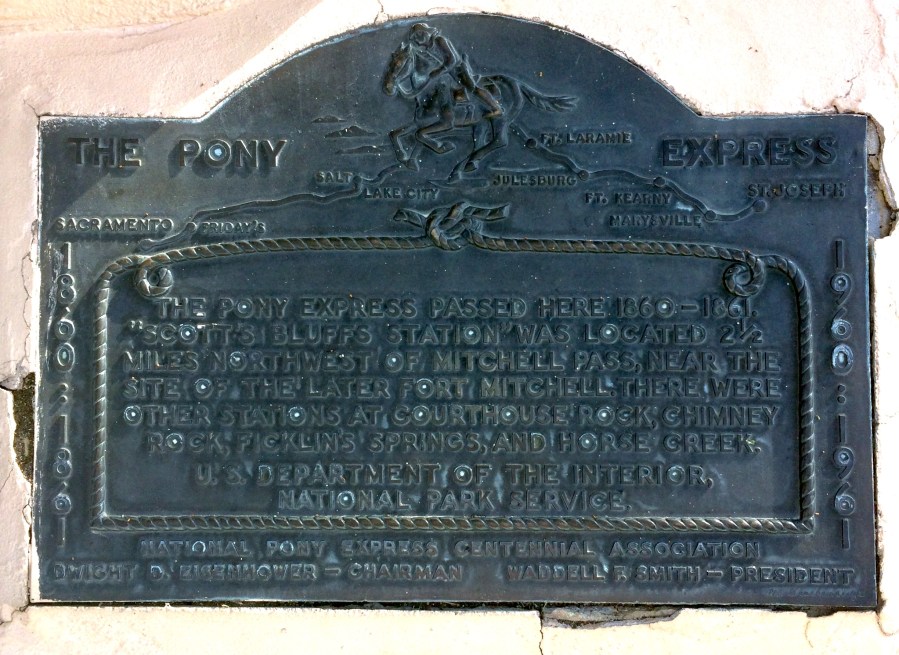 THE PONY EXPRESS
FT. LARAMIE
SALT
LAKE CITY
JULESBURG
FT. KEARNY
MARYSVILLE
ST. JOSEPH
SACRAMENTO
FRIDAY'S
1860-1861
1960-1961
THE PONY EXPRESS PASSED HERE 1860-1861.
"SCOTT'S BLUFFS STATION" WAS LOCATED 2½
MILES NORTHWEST OF MITCHELL PASS, NEAR THE
SITE OF THE LATER FORT MITCHELL. THERE WERE
OTHER STATIONS AT COURTHOUSE ROCK, CHIMNEY
ROCK, FICKLIN'S SPRINGS, AND HORSE CREEK.
U.S. DEPARTMENT OF THE INTERIOR,
NATIONAL PARK SERVICE.
NATIONAL PONY EXPRESS CENTENNIAL ASSOCIATION
DWIGHT D. EISENHOWER - CHAIRMAN WADDELL F. SMITH - PRESIDENT